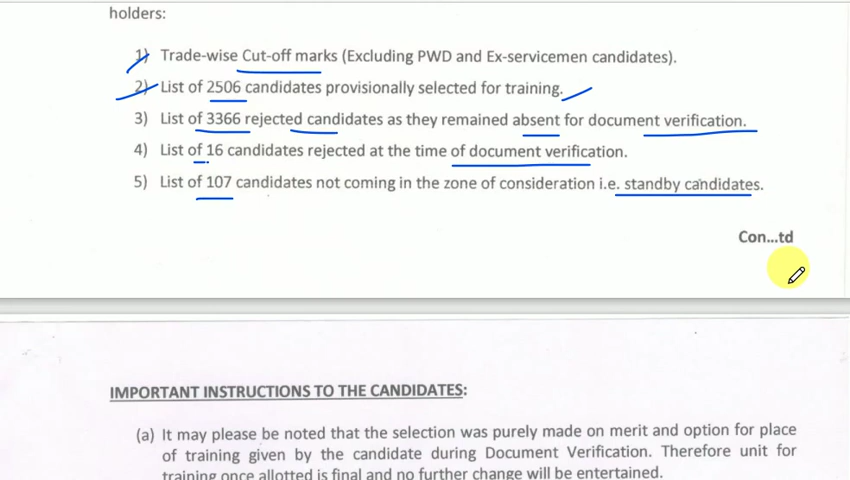 holders:
1) Trade-wise Cut-off marks (Excluding PWD and Ex-servicemen candidates).
2) List of 2506 candidates provisionally selected for training.
3) List of 3366 rejected candidates as they remained absent for document verification.
4) List of 16 candidates rejected at the time of document verification.
5) List of 107 candidates not coming in the zone of consideration i.e. standby candidates.
Con...td
IMPORTANT INSTRUCTIONS TO THE CANDIDATES:
(a) It may please be noted that the selection was purely made on merit and option for place
of training given by the candidate during Document Verification. Therefore unit for
training once allotted is final and no further change will be entertained.